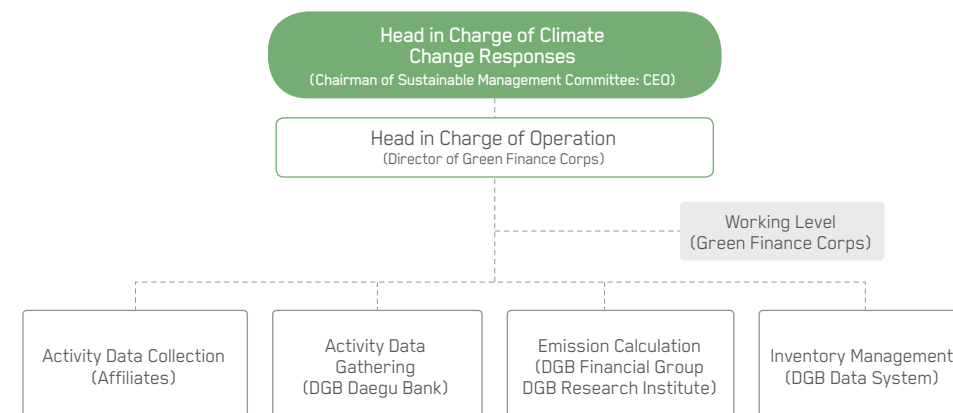 Head in Charge of Climate
Change Responses
(Chairman of Sustainable Management Committee: CEO)
Head in Charge of Operation
(Director of Green Finance Corps)
Working Level
(Green Finance Corps)
Activity Data Collection
(Affiliates)
Activity Data
Gathering
(DGB Daegu Bank)
Emission Calculation
(DGB Financial Group
DGB Research Institute)
Inventory Management
(DGB Data System)